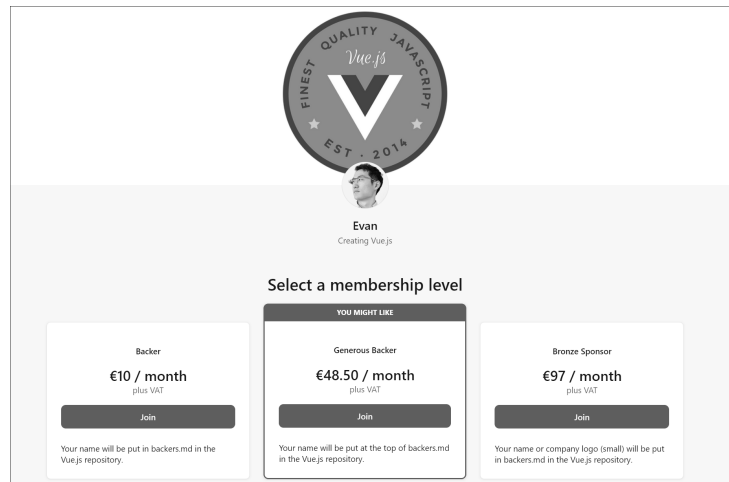 FINEST QUALITY JAVASCRIPT
Vue.js
EST · 2014
Evan
Creating Vue.js
Select a membership level
YOU MIGHT LIKE
Backer
€10 / month
plus VAT
Join
Your name will be put in backers.md in the
Vue.js repository.
Generous Backer
€48.50 / month
plus VAT
Join
Your name will be put at the top of backers.md
in the Vue.js repository.
Bronze Sponsor
€97 / month
plus VAT
Join
Your name or company logo (small) will be put
in backers.md in the Vue.js repository.